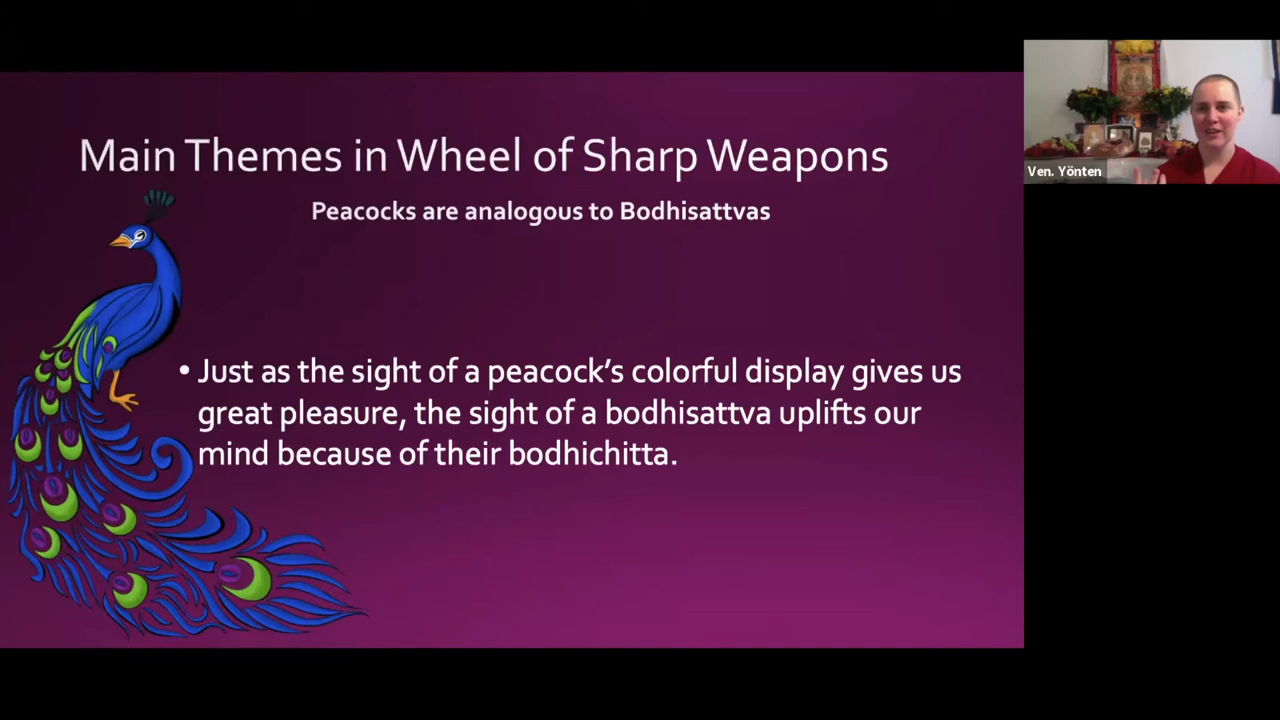 Main Themes in Wheel of Sharp Weapons
Peacocks are analogous to Bodhisattvas
• Just as the sight of a peacock’s colorful display gives us
great pleasure, the sight of a bodhisattva uplifts our
mind because of their bodhichitta.
Ven. Yönten